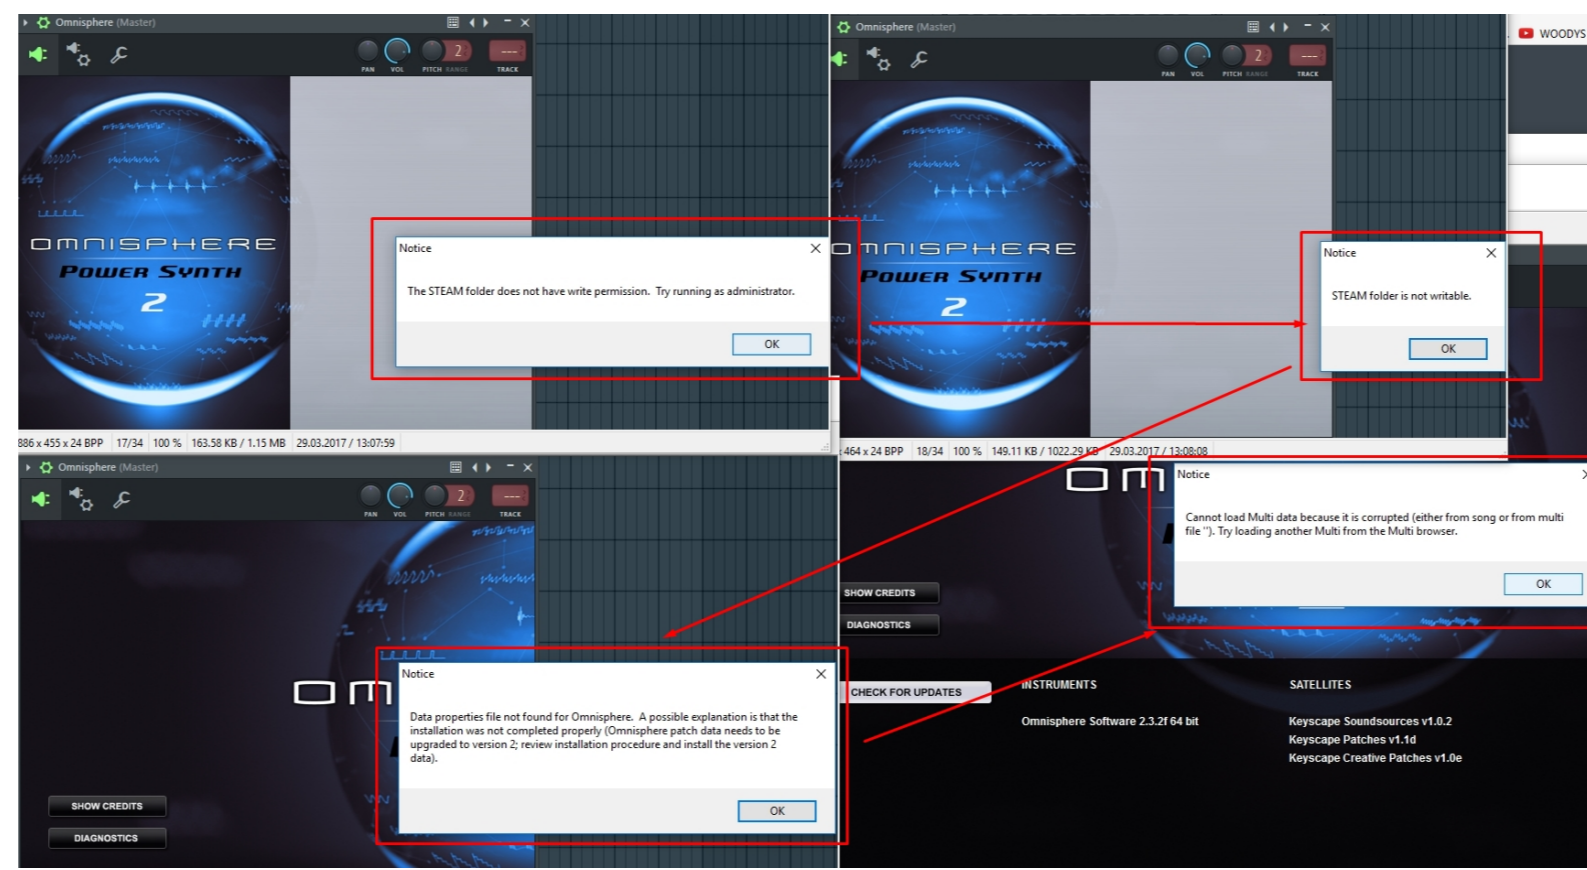 Omnisphere (Master)
2
PAN VOL PITCH RANGE TRACK
OMNISPHERE
POWER SYNTH
2
Notice
The STEAM folder does not have write permission. Try running as administrator.
OK
886 x 455 x 24 BPP 17/34 100 % 163.58 KB / 1.15 MB 29.03.2017 / 13:07:59
Omnisphere (Master)
2
PAN VOL PITCH RANGE TRACK
OMNISPHERE
POWER SYNTH
2
Notice
STEAM folder is not writable.
OK
464 x 24 BPP 18/34 100 % 149.11 KB / 1022.29 KB 29.03.2017 / 13:08:08
WOODYS
Omnisphere (Master)
2
PAN VOL PITCH RANGE TRACK
OM
Notice
Data properties file not found for Omnisphere. A possible explanation is that the
installation was not completed properly (Omnisphere patch data needs to be
upgraded to version 2; review installation procedure and install the version 2
data).
OK
SHOW CREDITS
DIAGNOSTICS
OM
Notice
Cannot load Multi data because it is corrupted (either from song or from multi
file ''). Try loading another Multi from the Multi browser.
OK
SHOW CREDITS
DIAGNOSTICS
CHECK FOR UPDATES
INSTRUMENTS
Omnisphere Software 2.3.2f 64 bit
SATELLITES
Keyscape Soundsources v1.0.2
Keyscape Patches v1.1d
Keyscape Creative Patches v1.0e